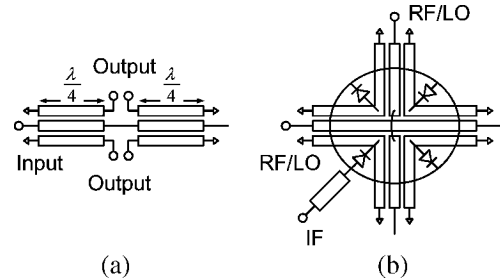 RF/LO
Output
λ/4
λ/4
Input
Output
RF/LO
IF
(a)
(b)